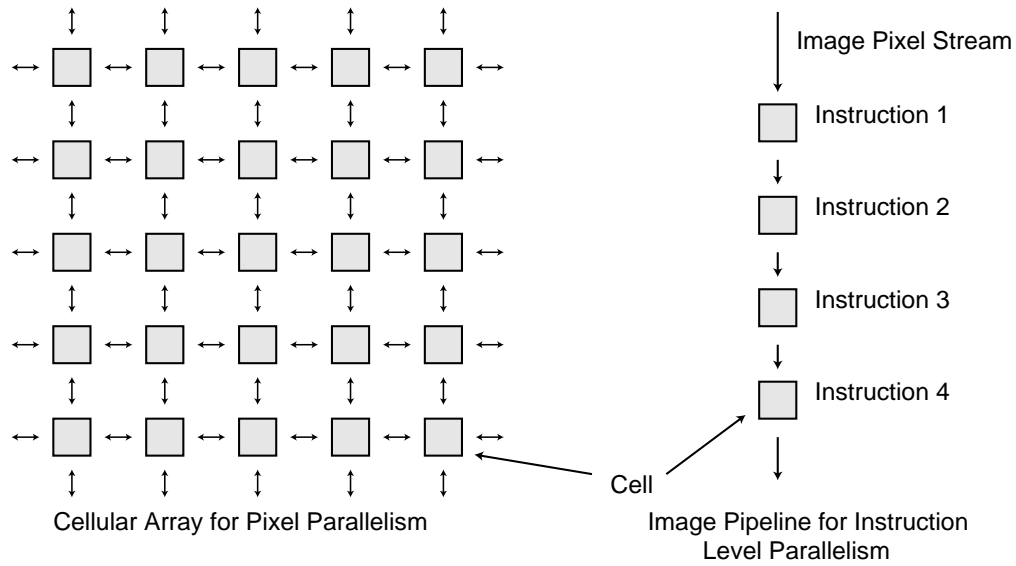 Image Pixel Stream
Instruction 1
Instruction 2
Instruction 3
Instruction 4
Cell
Cellular Array for Pixel Parallelism
Image Pipeline for Instruction
Level Parallelism